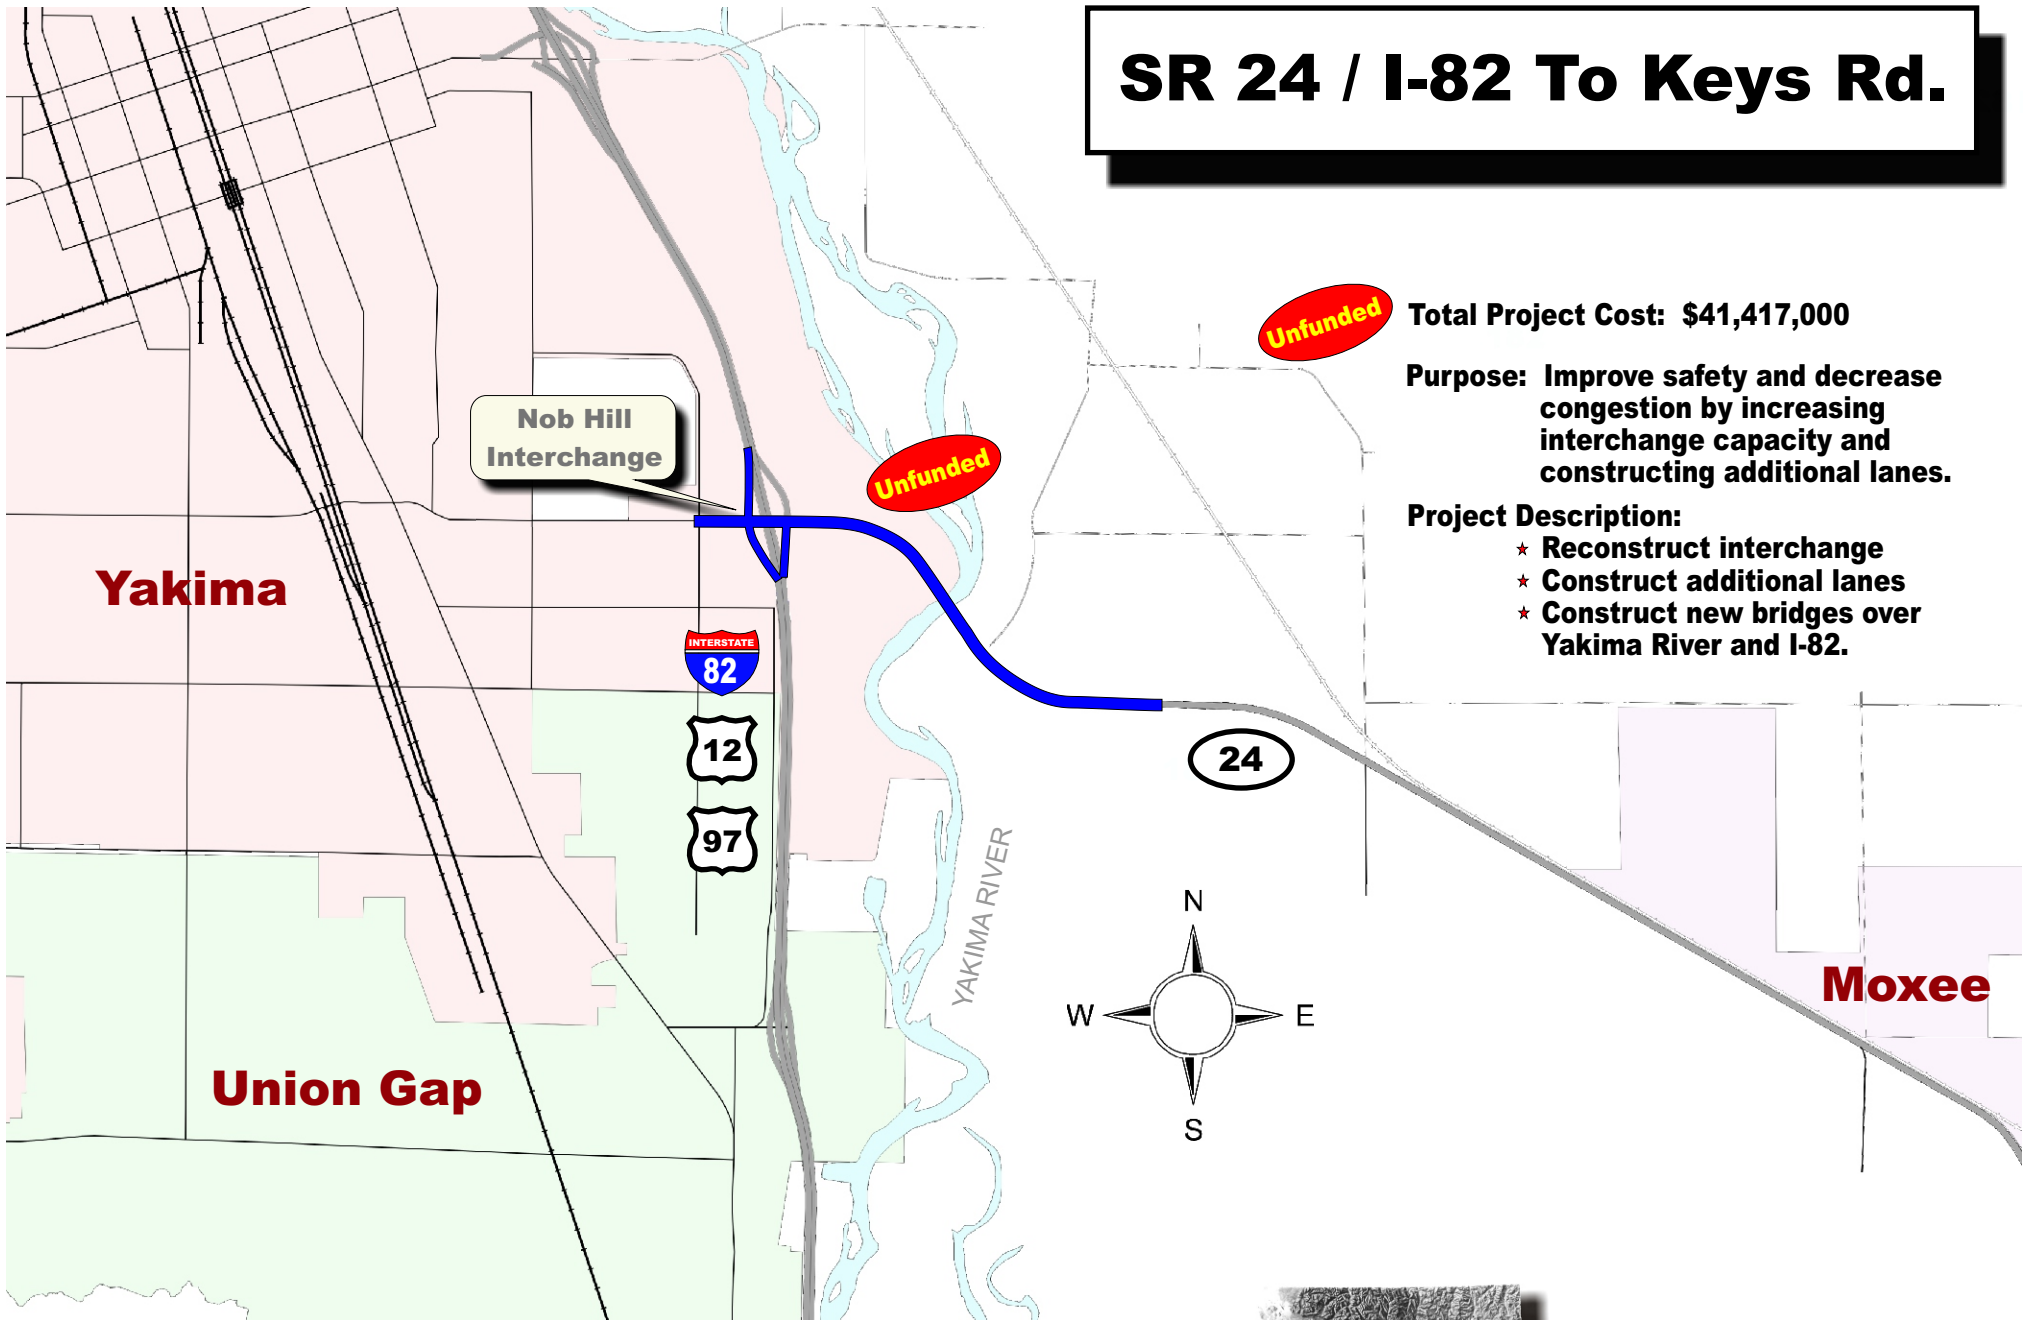 SR 24 / I-82 To Keys Rd.
Unfunded
Total Project Cost: $41,417,000
Purpose: Improve safety and decrease
congestion by increasing
interchange capacity and
constructing additional lanes.
Project Description:
Reconstruct interchange
Construct additional lanes
Construct new bridges over
Yakima River and I-82.
Nob Hill
Interchange
Unfunded
Yakima
INTERSTATE
82
12
97
24
YAKIMA RIVER
N
W
E
S
Moxee
Union Gap